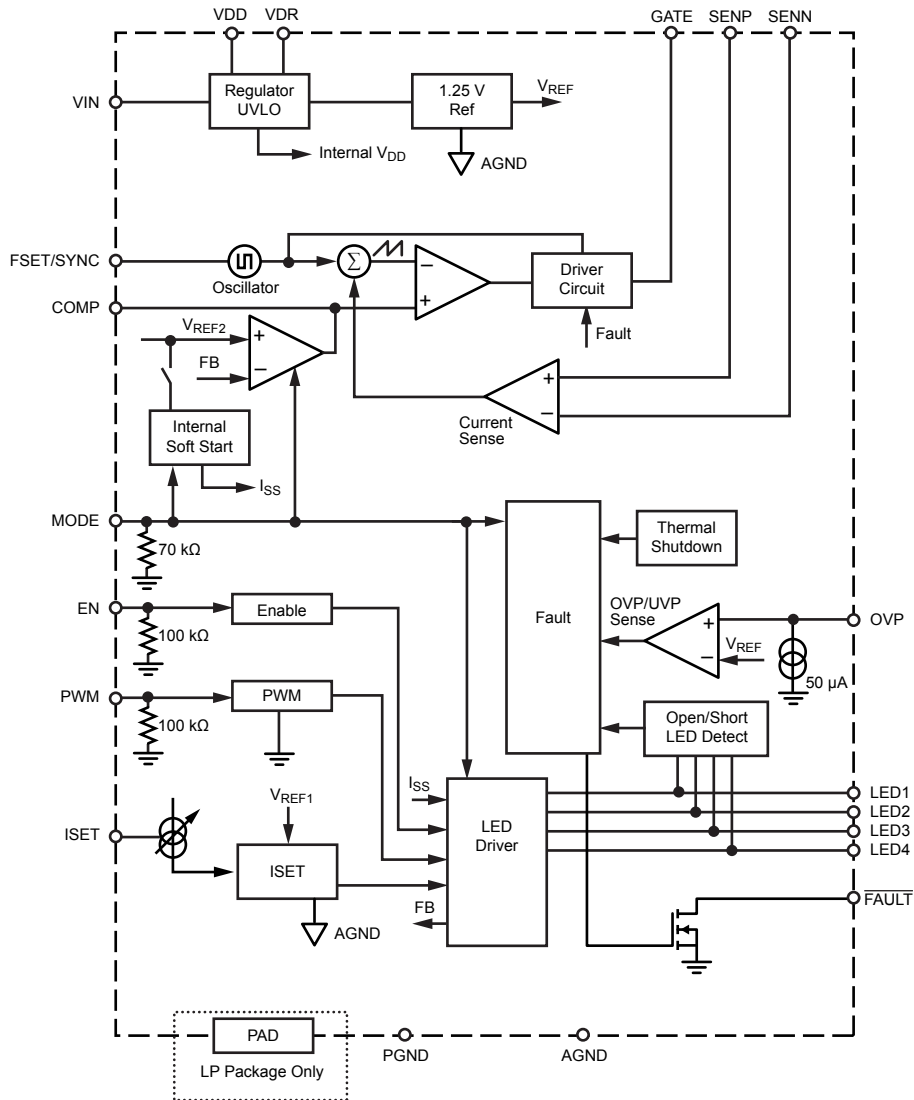 VDD
VDR
GATE
SENP
SENN
VIN
Regulator
UVLO
1.25 V
Ref
VREF
Internal VDD
AGND
FSET/SYNC
Oscillator
Σ
−
+
Driver
Circuit
COMP
Fault
VREF2
+
FB
−
+
−
Current
Sense
Internal
Soft Start
ISS
MODE
70 kΩ
Thermal
Shutdown
EN
Enable
100 kΩ
Fault
OVP/UVP
Sense
+
−
VREF
OVP
50 µA
PWM
PWM
100 kΩ
Open/Short
LED Detect
ISS
VREF1
LED
Driver
LED1
LED2
LED3
LED4
ISET
ISET
FB
AGND
FAULT
PAD
LP Package Only
PGND
AGND